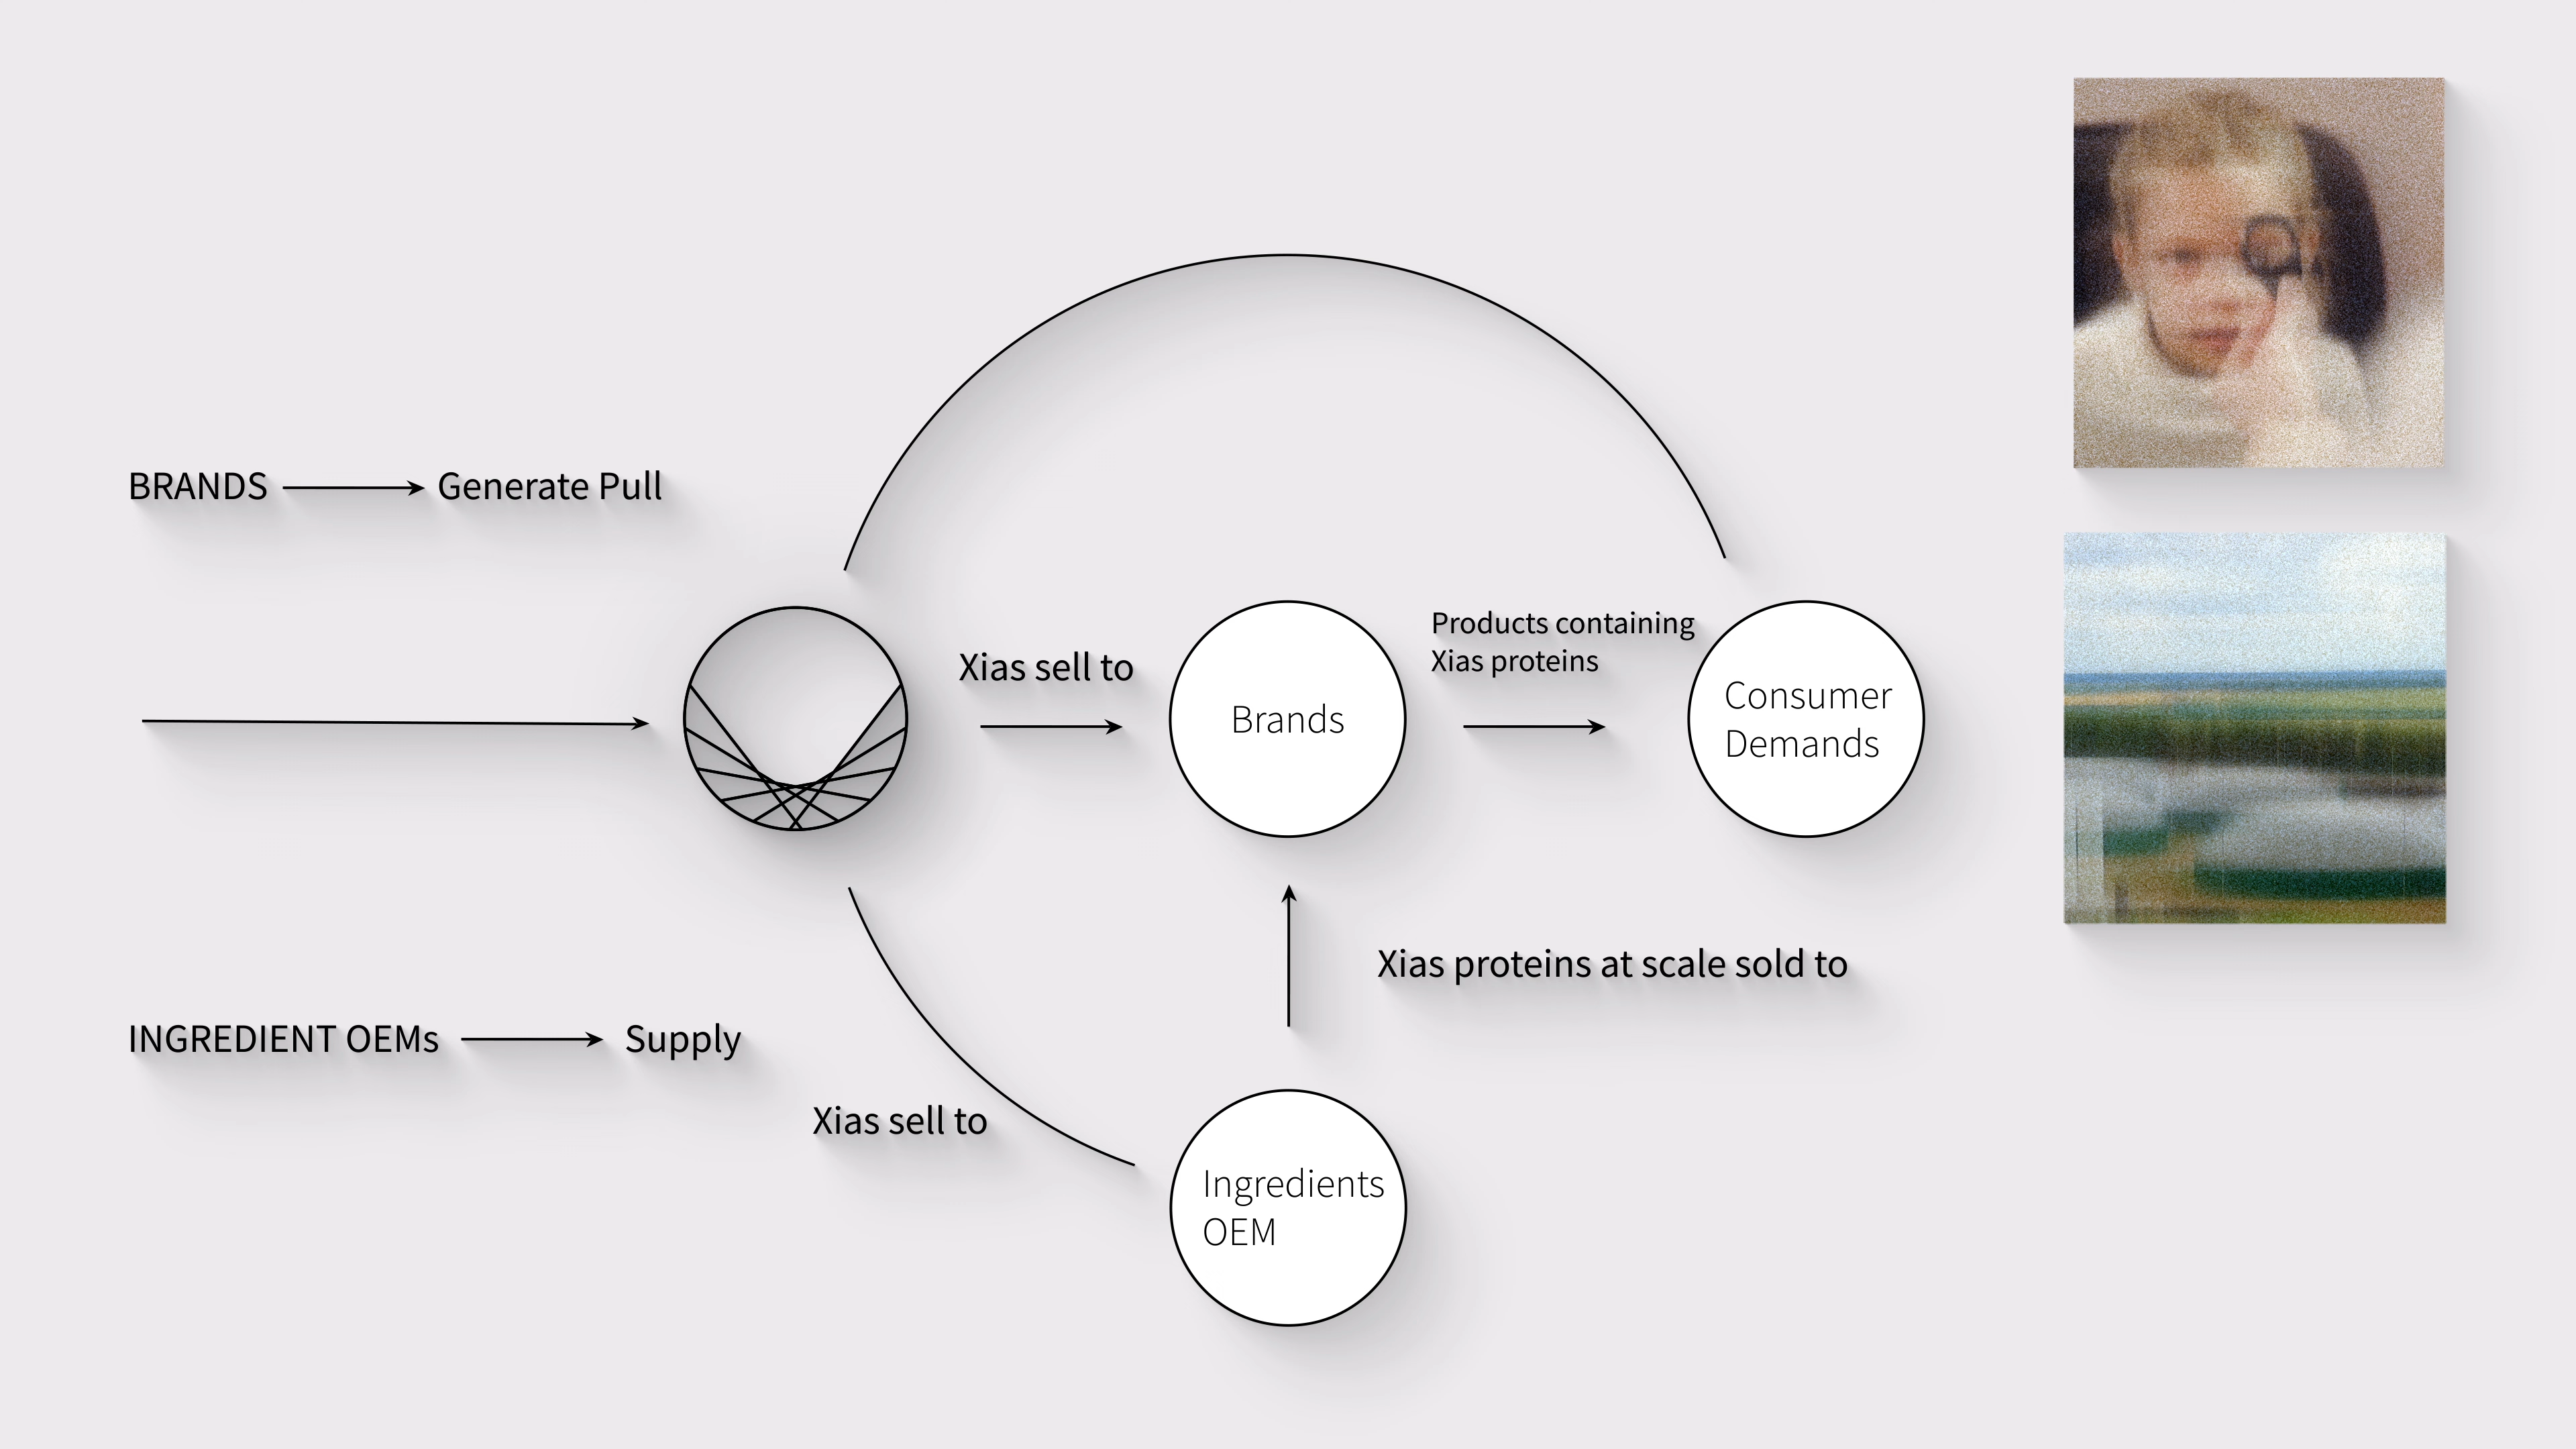 BRANDS
Generate Pull
Xias sell to
Brands
Products containing
Xias proteins
Consumer
Demands
Xias proteins at scale sold to
INGREDIENT OEMs
Supply
Xias sell to
Ingredients
OEM